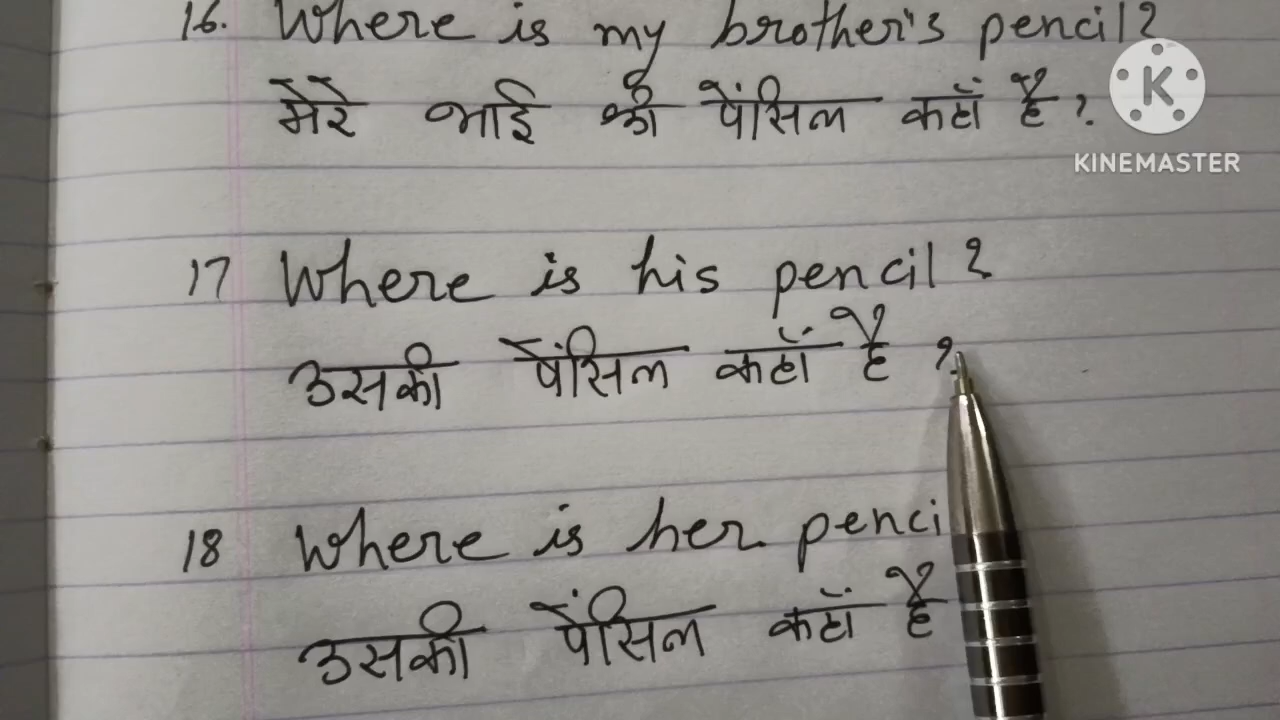 16. Where is my brother's pencil?
मेरे भाई की पेंसिल कहाँ है ?
K
KINEMASTER
17 Where is his pencil?
उसकी पेंसिल कहाँ है ?
18 Where is her penci
उसकी पेंसिल कहाँ है